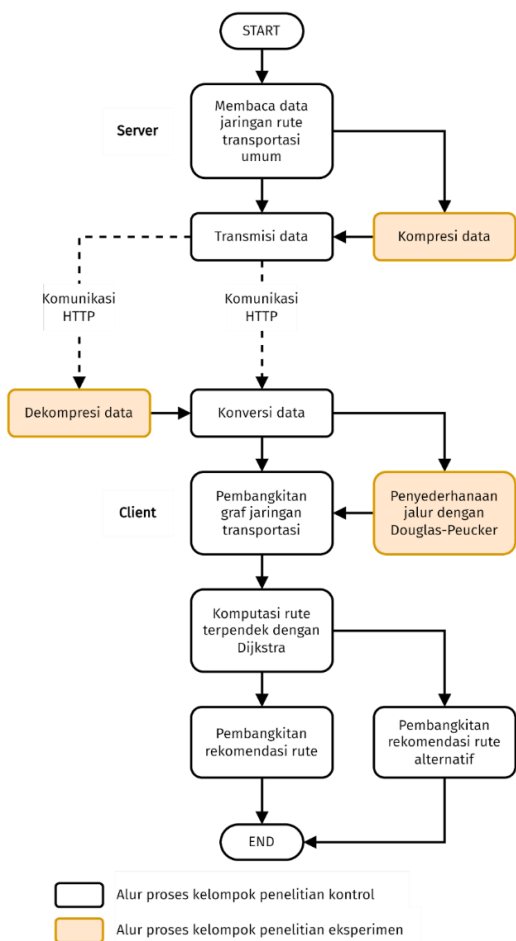 START
Membaca data
jaringan rute
transportasi
umum
Server
Transmisi data
Kompresi data
Komunikasi
HTTP
Komunikasi
HTTP
Dekompresi data
Konversi data
Client
Pembangkitan
graf jaringan
transportasi
Penyederhanaan
jalur dengan
Douglas-Peucker
Komputasi rute
terpendek dengan
Dijkstra
Pembangkitan
rekomendasi rute
Pembangkitan
rekomendasi rute
alternatif
END
Alur proses kelompok penelitian kontrol
Alur proses kelompok penelitian eksperimen